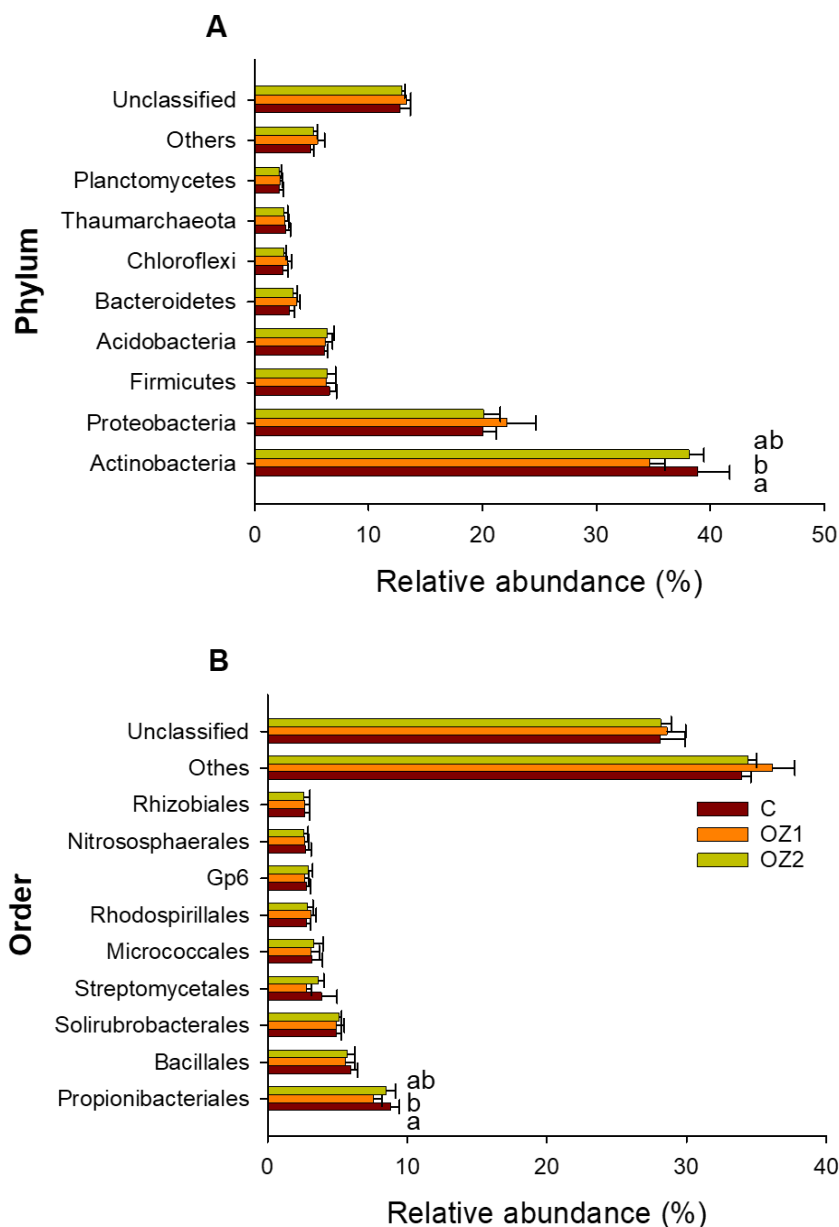 A
Phylum
Unclassified
Others
Planctomycetes
Thaumarchaeota
Chloroflexi
Bacteroidetes
Acidobacteria
Firmicutes
Proteobacteria
Actinobacteria
ab
b
a
0 10 20 30 40 50
Relative abundance (%)
B
Order
Unclassified
Othes
Rhizobiales
Nitrososphaerales
Gp6
Rhodospirillales
Micrococcales
Streptomycetales
Solirubrobacterales
Bacillales
Propionibacteriales
C
OZ1
OZ2
ab
b
a
0 10 20 30 40
Relative abundance (%)